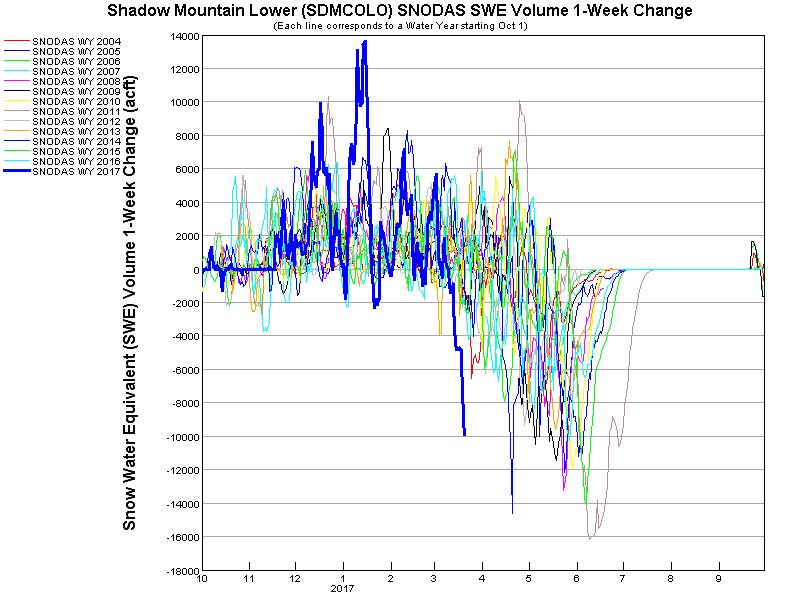 Shadow Mountain Lower (SDMCOLO) SNODAS SWE Volume 1-Week Change
(Each line corresponds to a Water Year starting Oct 1)
SNODAS WY 2004
SNODAS WY 2005
SNODAS WY 2006
SNODAS WY 2007
SNODAS WY 2008
SNODAS WY 2009
SNODAS WY 2010
SNODAS WY 2011
SNODAS WY 2012
SNODAS WY 2013
SNODAS WY 2014
SNODAS WY 2015
SNODAS WY 2016
SNODAS WY 2017
Snow Water Equivalent (SWE) Volume 1-Week Change (acft)
14000
12000
10000
8000
6000
4000
2000
0
-2000
-4000
-6000
-8000
-10000
-12000
-14000
-16000
-18000
10 11 12 1 2 3 4 5 6 7 8 9
2017